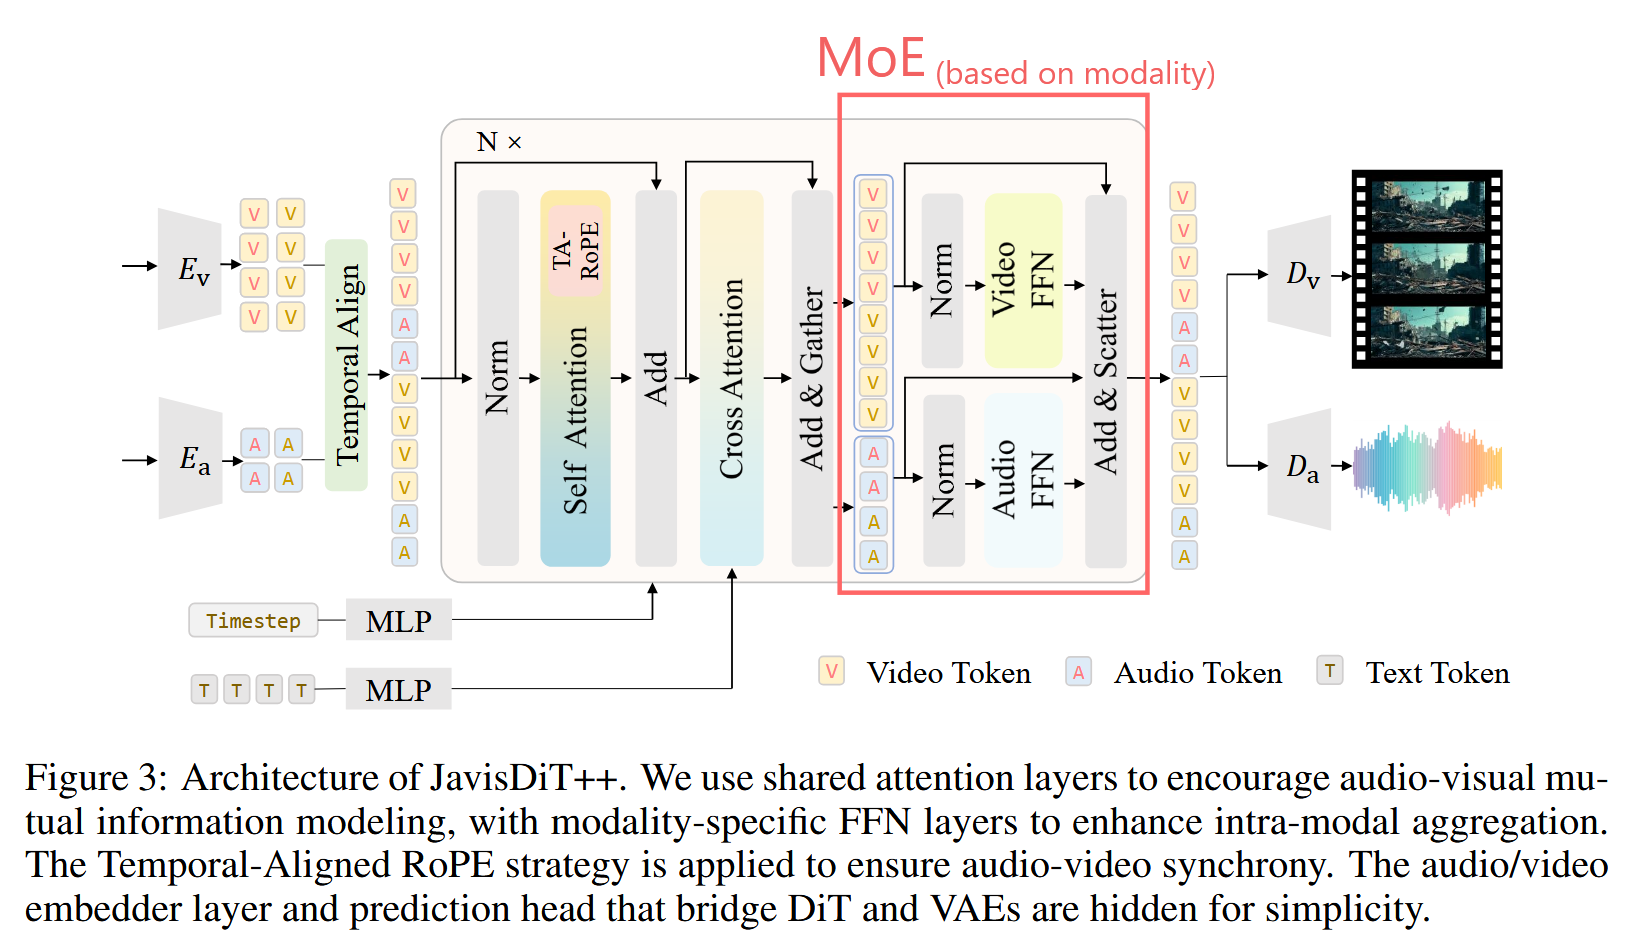 MoE (based on modality)
N ×
V V
V V
V V
V V
A A
A A
E_v
E_a
Temporal Align
V
V
V
V
A
A
V
V
V
V
A
A
Norm
TA-
RoPE
Self Attention
Add
Cross Attention
Add & Gather
V
V
V
V
V
V
V
V
A
A
A
A
Norm
Video
FFN
Norm
Audio
FFN
Add & Scatter
V
V
V
V
A
A
V
V
V
V
A
A
D_v
D_a
Timestep
MLP
T T T T
MLP
V Video Token
A Audio Token
T Text Token
Figure 3: Architecture of JavisDiT++. We use shared attention layers to encourage audio-visual mu-
tual information modeling, with modality-specific FFN layers to enhance intra-modal aggregation.
The Temporal-Aligned RoPE strategy is applied to ensure audio-video synchrony. The audio/video
embedder layer and prediction head that bridge DiT and VAEs are hidden for simplicity.